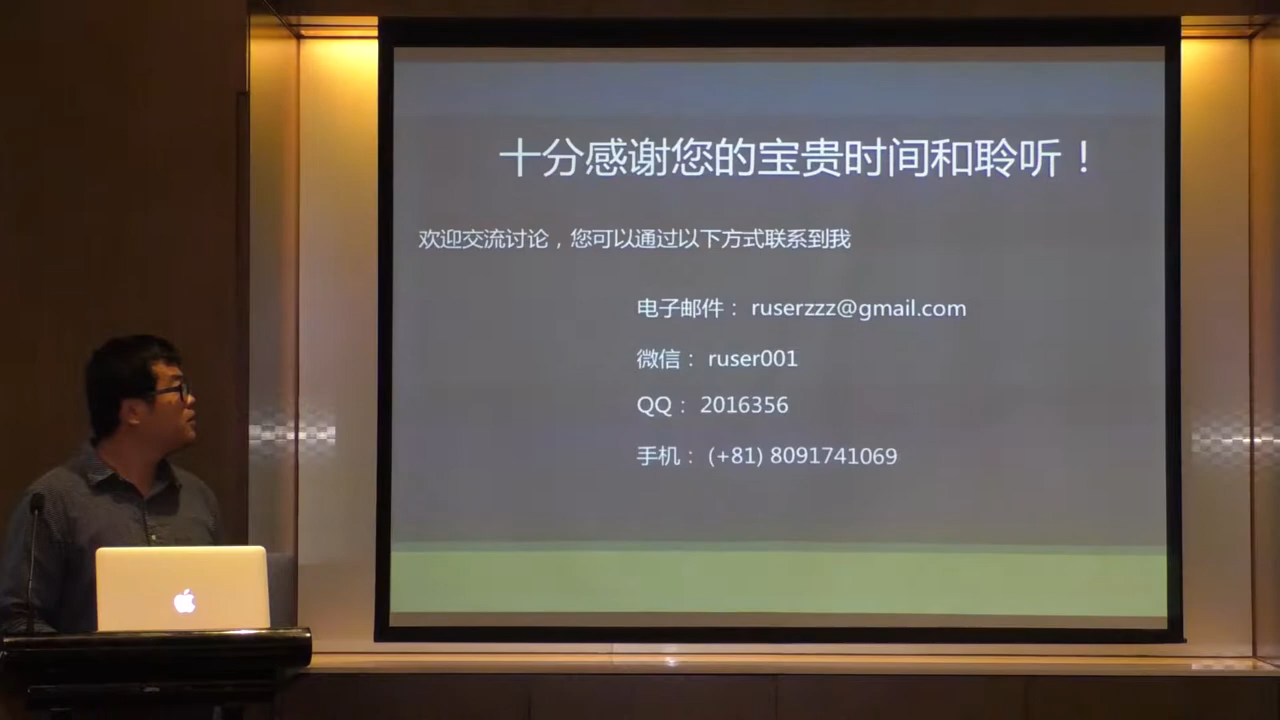 十分感谢您的宝贵时间和聆听！
欢迎交流讨论，您可以通过以下方式联系到我
电子邮件： ruserzzz@gmail.com
微信： ruser001
QQ： 2016356
手机： (+81) 8091741069